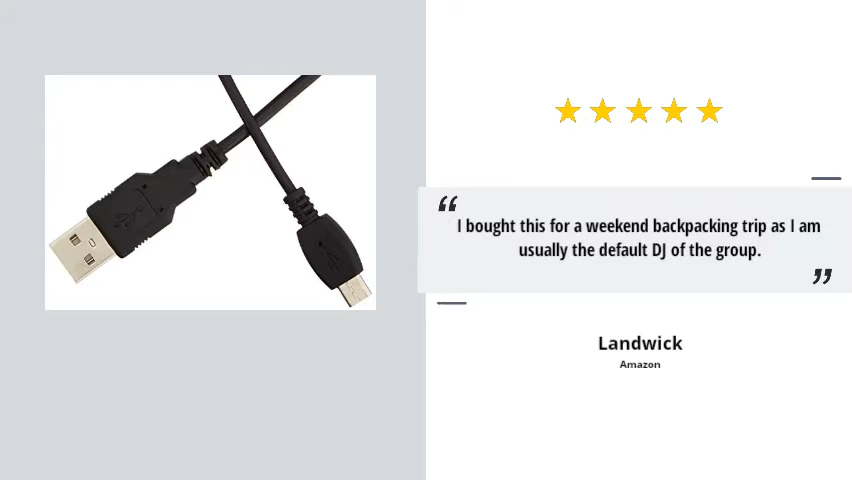 “
I bought this for a weekend backpacking trip as I am
usually the default DJ of the group.
”
Landwick
Amazon